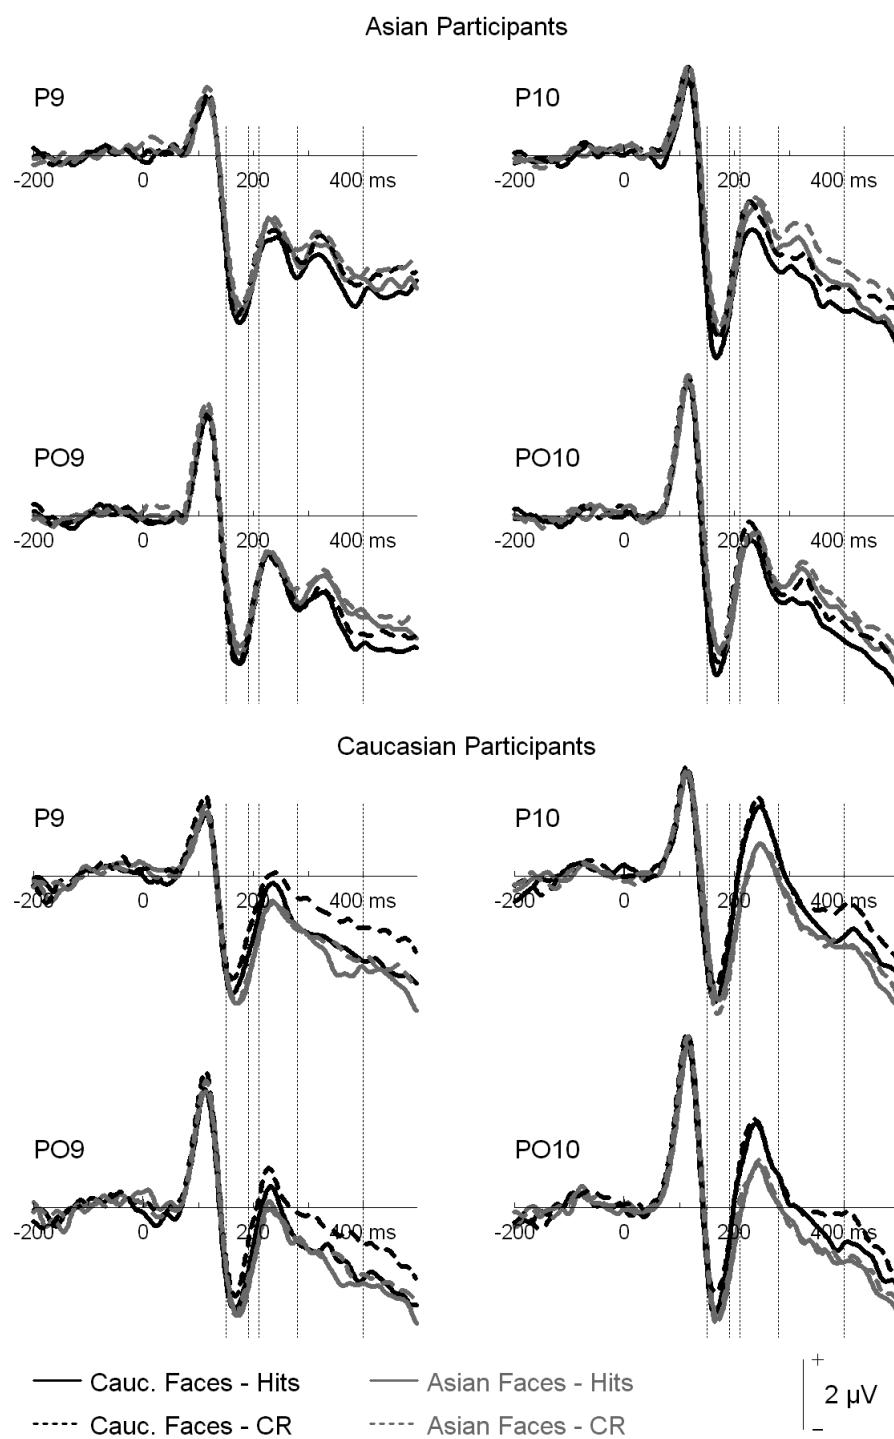 Asian Participants
P9
P10
-200 0 200 400 ms
-200 0 200 400 ms
PO9
PO10
-200 0 200 400 ms
-200 0 200 400 ms
Caucasian Participants
P9
P10
-200 0 200 400 ms
-200 0 200 400 ms
PO9
PO10
-200 0 200 400 ms
-200 0 200 400 ms
Cauc. Faces - Hits
Asian Faces - Hits
Cauc. Faces - CR
Asian Faces - CR
+
2 µV
−